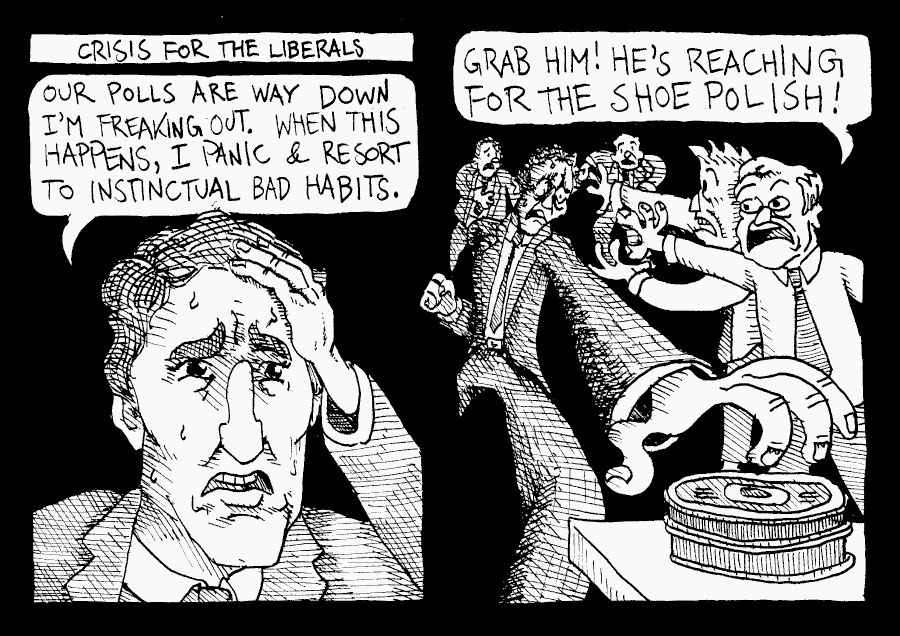 CRISIS FOR THE LIBERALS
OUR POLLS ARE WAY DOWN
I'M FREAKING OUT. WHEN THIS
HAPPENS, I PANIC & RESORT
TO INSTINCTUAL BAD HABITS.
GRAB HIM! HE'S REACHING
FOR THE SHOE POLISH!